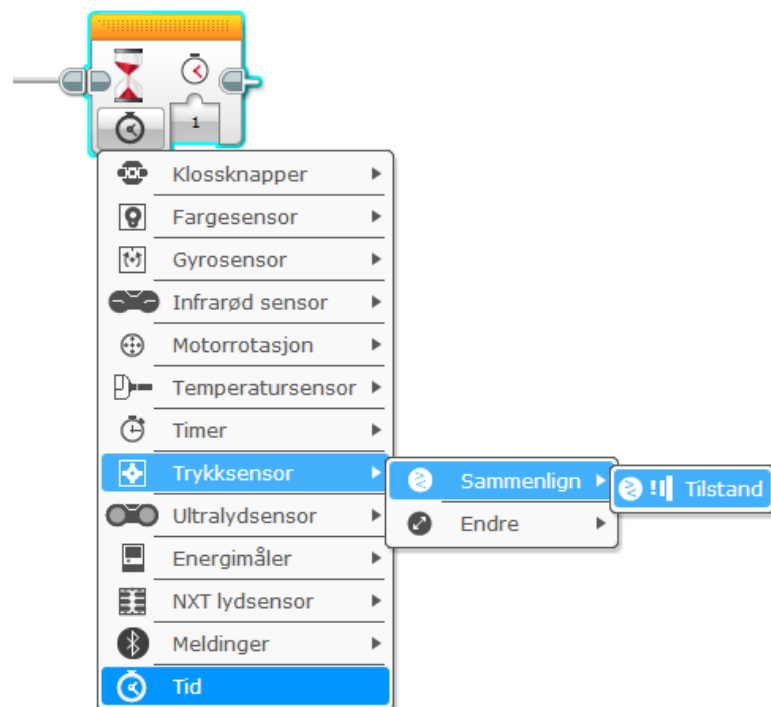 1
Klossknapper
Fargesensor
Gyrosensor
Infrarød sensor
Motorrotasjon
Temperatursensor
Timer
Trykksensor
Sammenlign
Tilstand
Ultralydsensor
Endre
Energimåler
NXT lydsensor
Meldinger
Tid